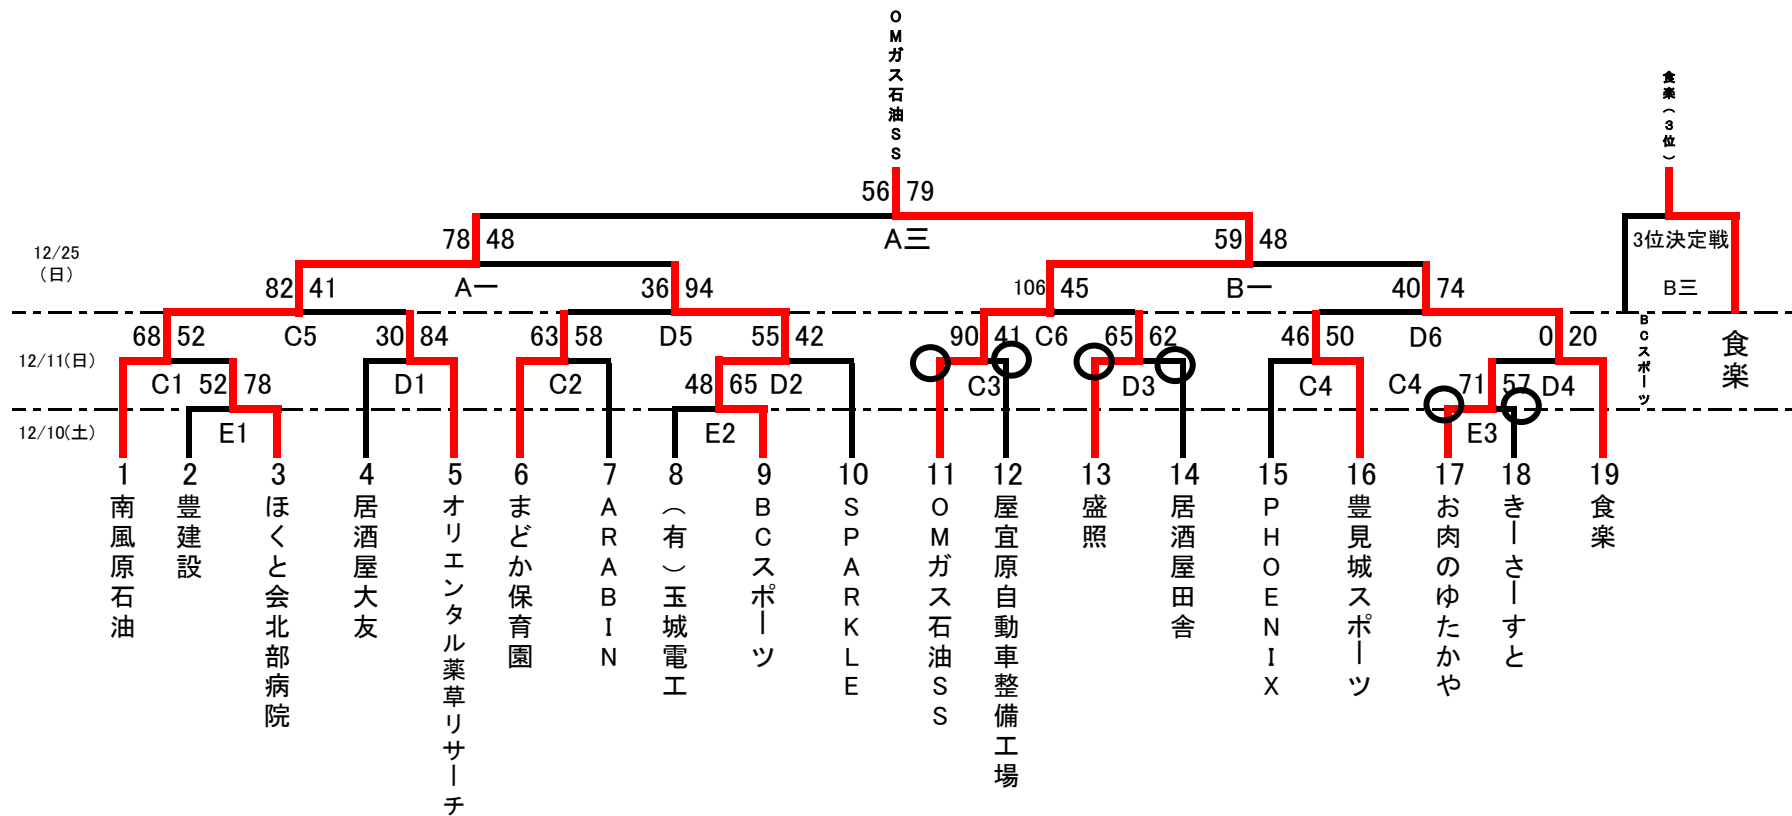 OMガス石油SS
食楽(3位)
56 79
12/25
(日)
78 48
A三
59 48
3位決定戦
82 41
A一
36 94
106 45
B一
40 74
B三
68 52
C5
30 84
63 58
D5
55 42
90 41
C6
65 62
46 50
D6
0 20
BCスポーツ
食楽
12/11(日)
C1
52 78
D1
C2
48 65
D2
C3
D3
C4
C4
71 57
D4
12/10(土)
E1
E2
E3
1
南風原石油
2
豊建設
3
ほくと会北部病院
4
居酒屋大友
5
オリエンタル薬草リサーチ
6
まどか保育園
7
ARABIN
8
(有)玉城電工
9
BCスポーツ
10
SPARKLE
11
OMガス石油SS
12
屋宜原自動車整備工場
13
盛照
14
居酒屋田舎
15
PHOENIX
16
豊見城スポーツ
17
お肉のゆたかや
18
きーさーすと
19
食楽